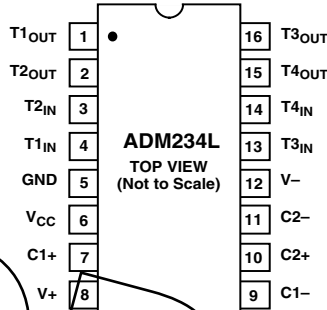 T1OUT 1 16 T3OUT
T2OUT 2 15 T4OUT
T2IN 3 14 T4IN
T1IN 4 ADM234L 13 T3IN
TOP VIEW
GND 5 (Not to Scale) 12 V–
VCC 6 11 C2–
C1+ 7 10 C2+
V+ 8 9 C1–